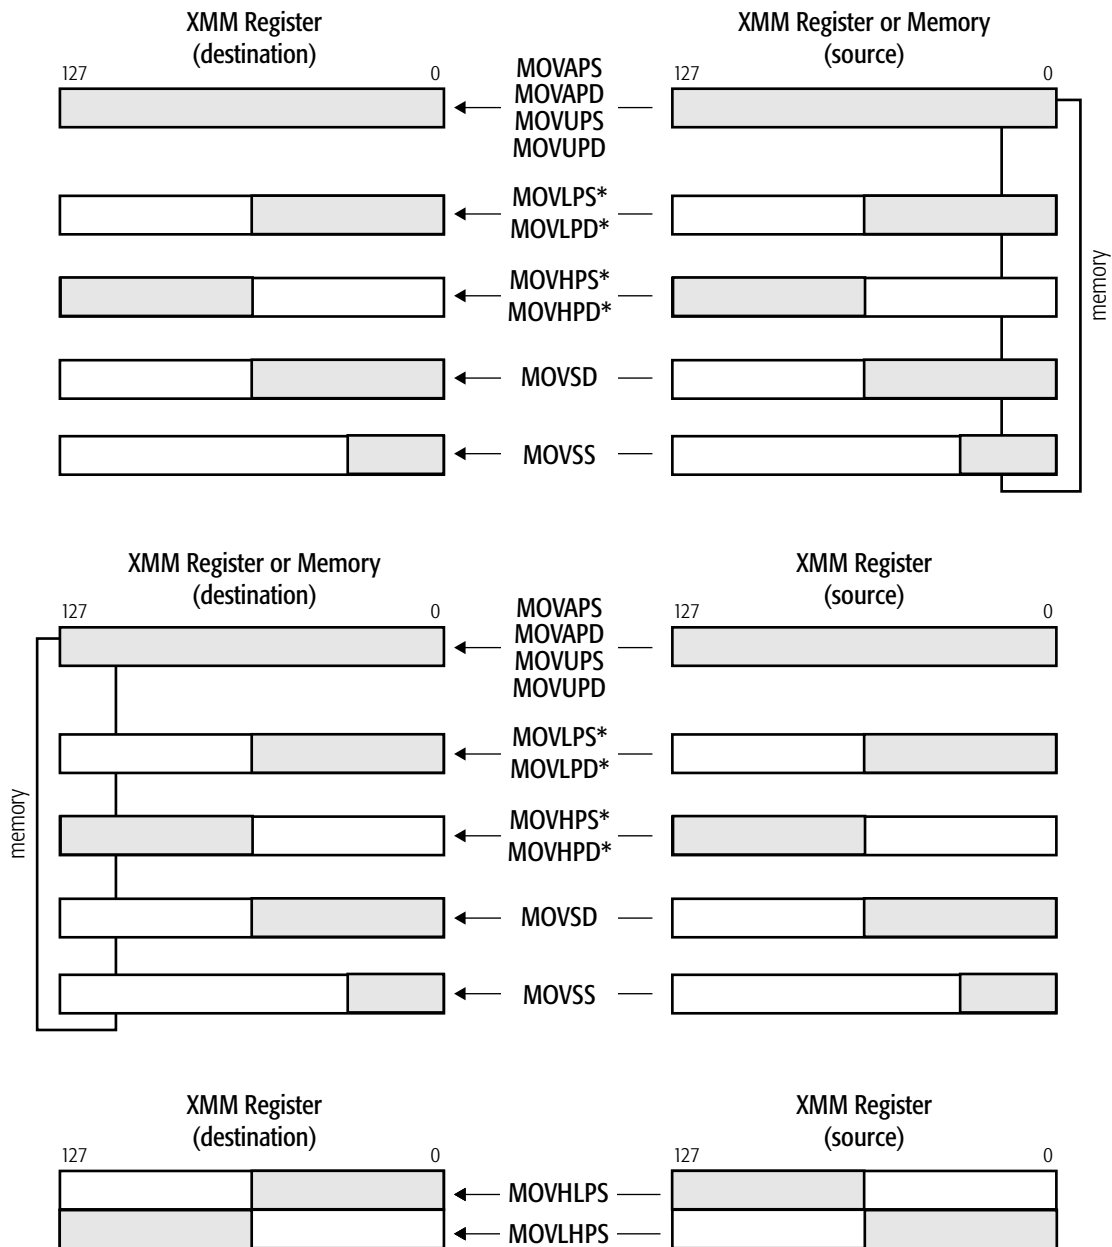 XMM Register
(destination)
XMM Register or Memory
(source)
127 0
127 0
MOVAPS
MOVAPD
MOVUPS
MOVUPD
MOVLPS*
MOVLPD*
MOVHPS*
MOVHPD*
MOVSD
MOVSS
memory
XMM Register or Memory
(destination)
XMM Register
(source)
127 0
127 0
MOVAPS
MOVAPD
MOVUPS
MOVUPD
MOVLPS*
MOVLPD*
MOVHPS*
MOVHPD*
MOVSD
MOVSS
memory
XMM Register
(destination)
XMM Register
(source)
127 0
127 0
MOVHLPS
MOVLHPS